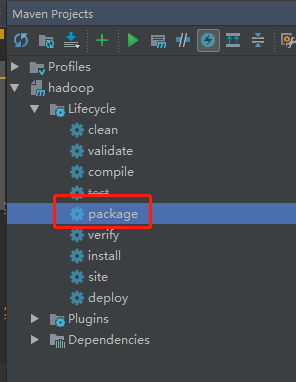 Maven Projects
Profiles
hadoop
Lifecycle
clean
validate
compile
test
package
verify
install
site
deploy
Plugins
Dependencies